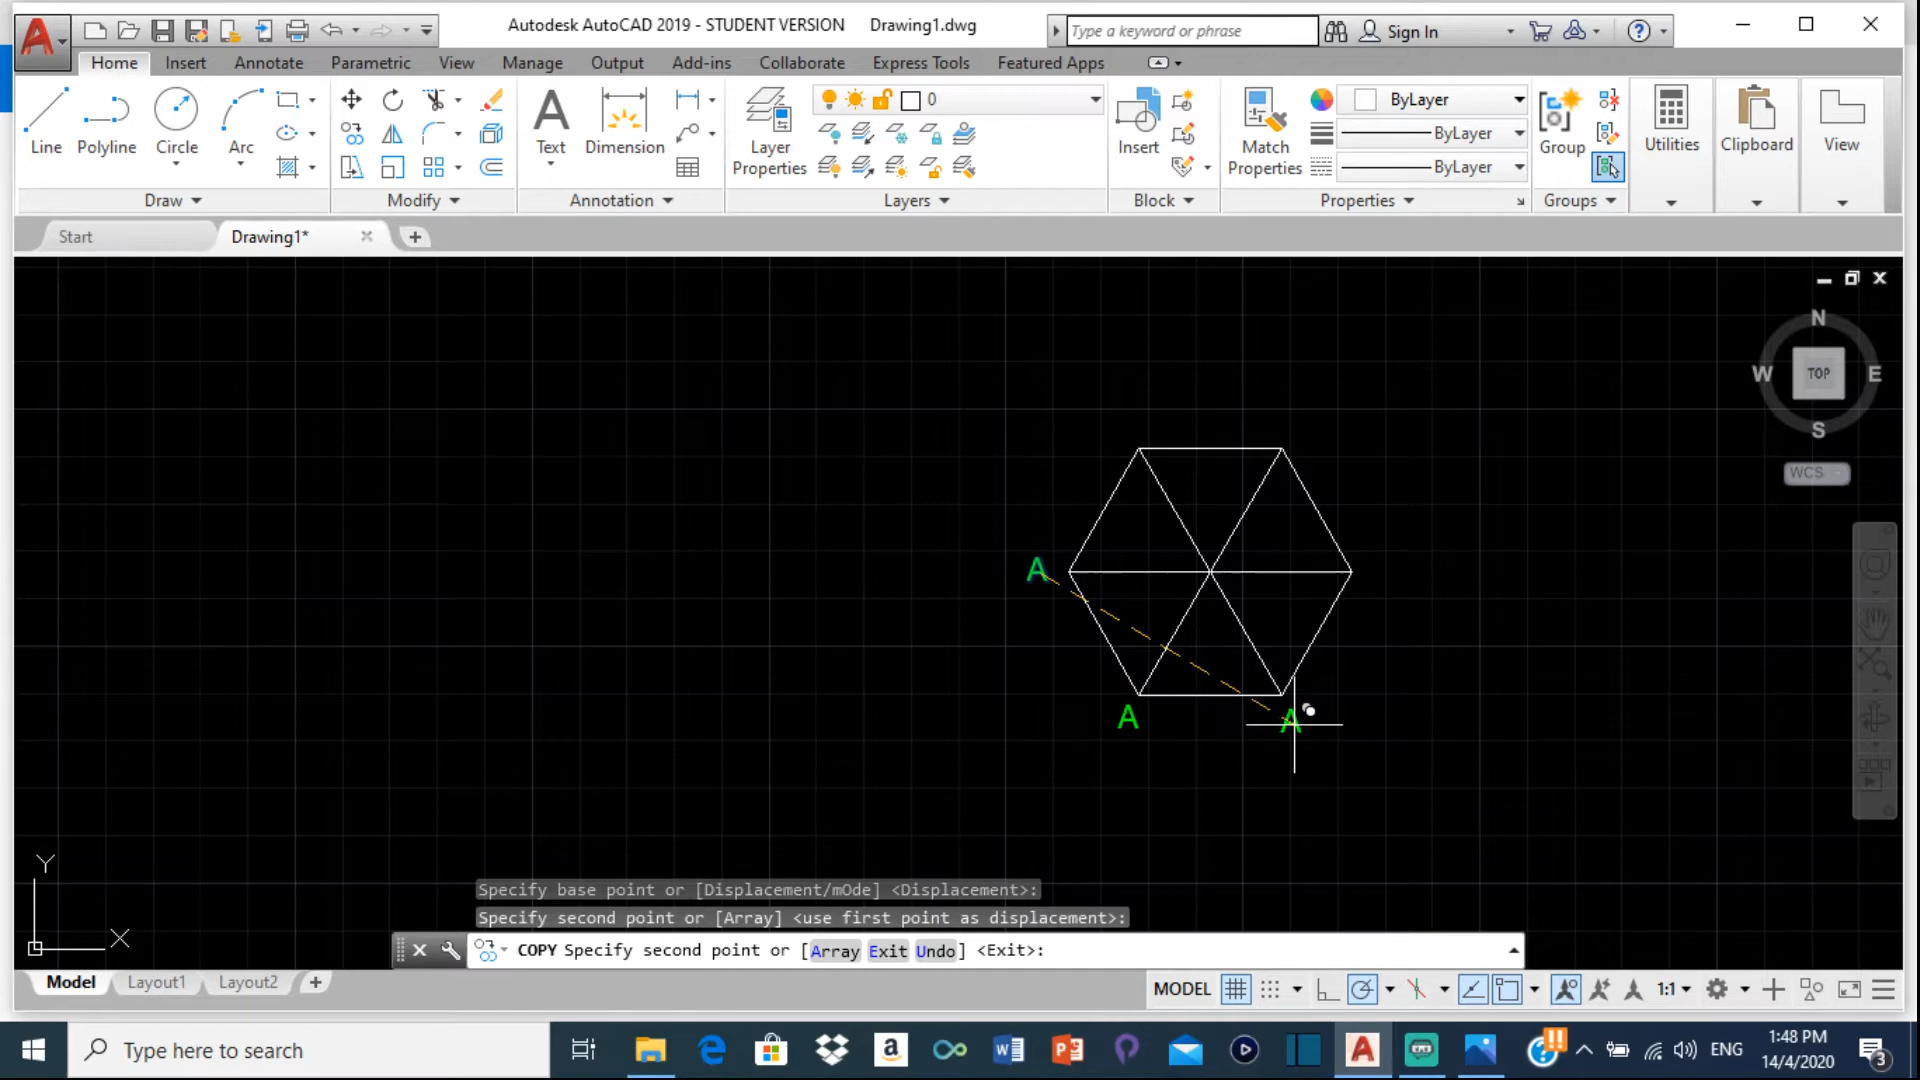 Autodesk AutoCAD 2019 - STUDENT VERSION Drawing1.dwg
Type a keyword or phrase
Sign In
Home Insert Annotate Parametric View Manage Output Add-ins Collaborate Express Tools Featured Apps
0
ByLayer
Line Polyline Circle Arc
Text Dimension
Layer Properties
Insert
Match Properties
ByLayer
ByLayer
Group
Utilities
Clipboard
View
Draw Modify Annotation Layers Block Properties Groups
Start Drawing1*
N
W TOP E
S
WCS
A
A A
Y
X
Specify base point or [Displacement/mOde] <Displacement>:
Specify second point or [Array] <use first point as displacement>:
COPY Specify second point or [Array Exit Undo] <Exit>:
Model Layout1 Layout2
MODEL 1:1
Type here to search
ENG
1:48 PM
14/4/2020
3